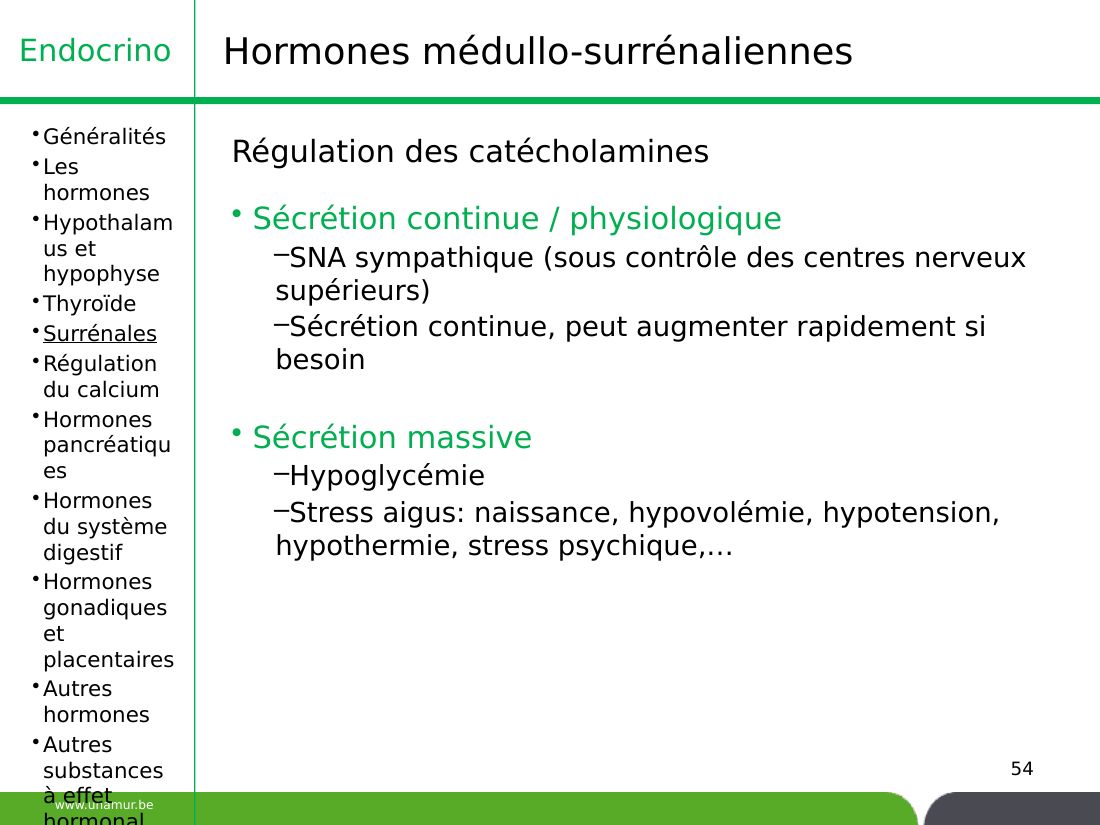 Endocrino
Hormones médullo-surrénaliennes
•Généralités
•Les
hormones
•Hypothalam
us et
hypophyse
•Thyroïde
•Surrénales
•Régulation
du calcium
•Hormones
pancréatiqu
es
•Hormones
du système
digestif
•Hormones
gonadiques
et
placentaires
•Autres
hormones
•Autres
substances
à effet
hormonal
Régulation des catécholamines
• Sécrétion continue / physiologique
–SNA sympathique (sous contrôle des centres nerveux
supérieurs)
–Sécrétion continue, peut augmenter rapidement si
besoin
• Sécrétion massive
–Hypoglycémie
–Stress aigus: naissance, hypovolémie, hypotension,
hypothermie, stress psychique,…
54
www.unamur.be